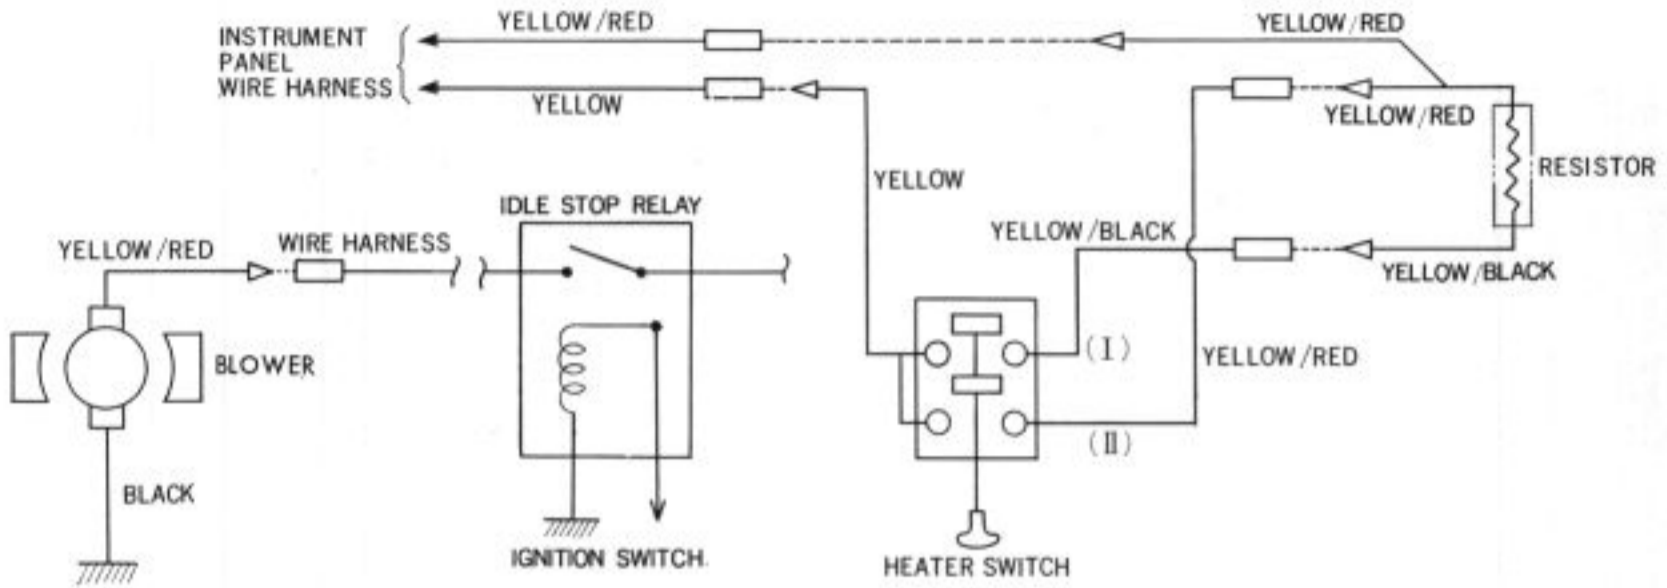 YELLOW/RED
YELLOW/RED
INSTRUMENT
PANEL
WIRE HARNESS
YELLOW
YELLOW/RED
RESISTOR
YELLOW
IDLE STOP RELAY
YELLOW/RED
WIRE HARNESS
YELLOW/BLACK
YELLOW/BLACK
(I)
YELLOW/RED
BLOWER
(II)
BLACK
IGNITION SWITCH.
HEATER SWITCH